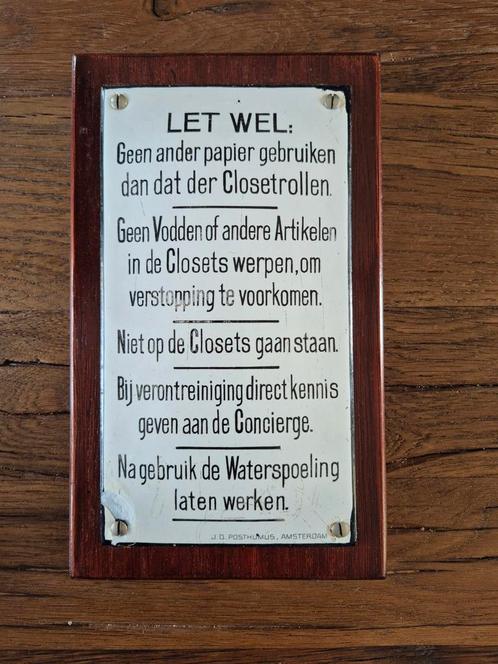 LET WEL:
Geen ander papier gebruiken
dan dat der Closetrollen.
Geen Vodden of andere Artikelen
in de Closets werpen, om
verstopping te voorkomen.
Niet op de Closets gaan staan.
Bij verontreiniging direct kennis
geven aan de Concierge.
Na gebruik de Waterspoeling
laten werken.
J. D. POSTHUMUS, AMSTERDAM